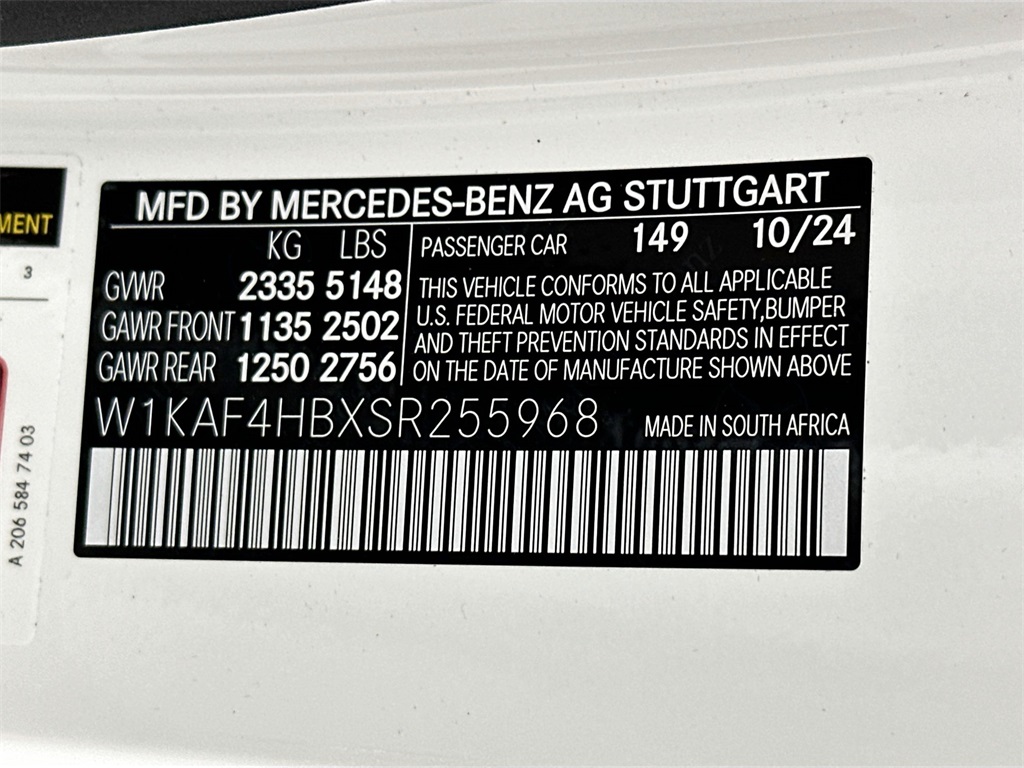 MENT
3
A 206 584 74 03
MFD BY MERCEDES-BENZ AG STUTTGART
KG LBS
GVWR 2335 5148
GAWR FRONT 1135 2502
GAWR REAR 1250 2756
PASSENGER CAR 149 10/24
THIS VEHICLE CONFORMS TO ALL APPLICABLE
U.S. FEDERAL MOTOR VEHICLE SAFETY,BUMPER
AND THEFT PREVENTION STANDARDS IN EFFECT
ON THE DATE OF MANUFACTURE SHOWN ABOVE
W1KAF4HBXSR255968 MADE IN SOUTH AFRICA